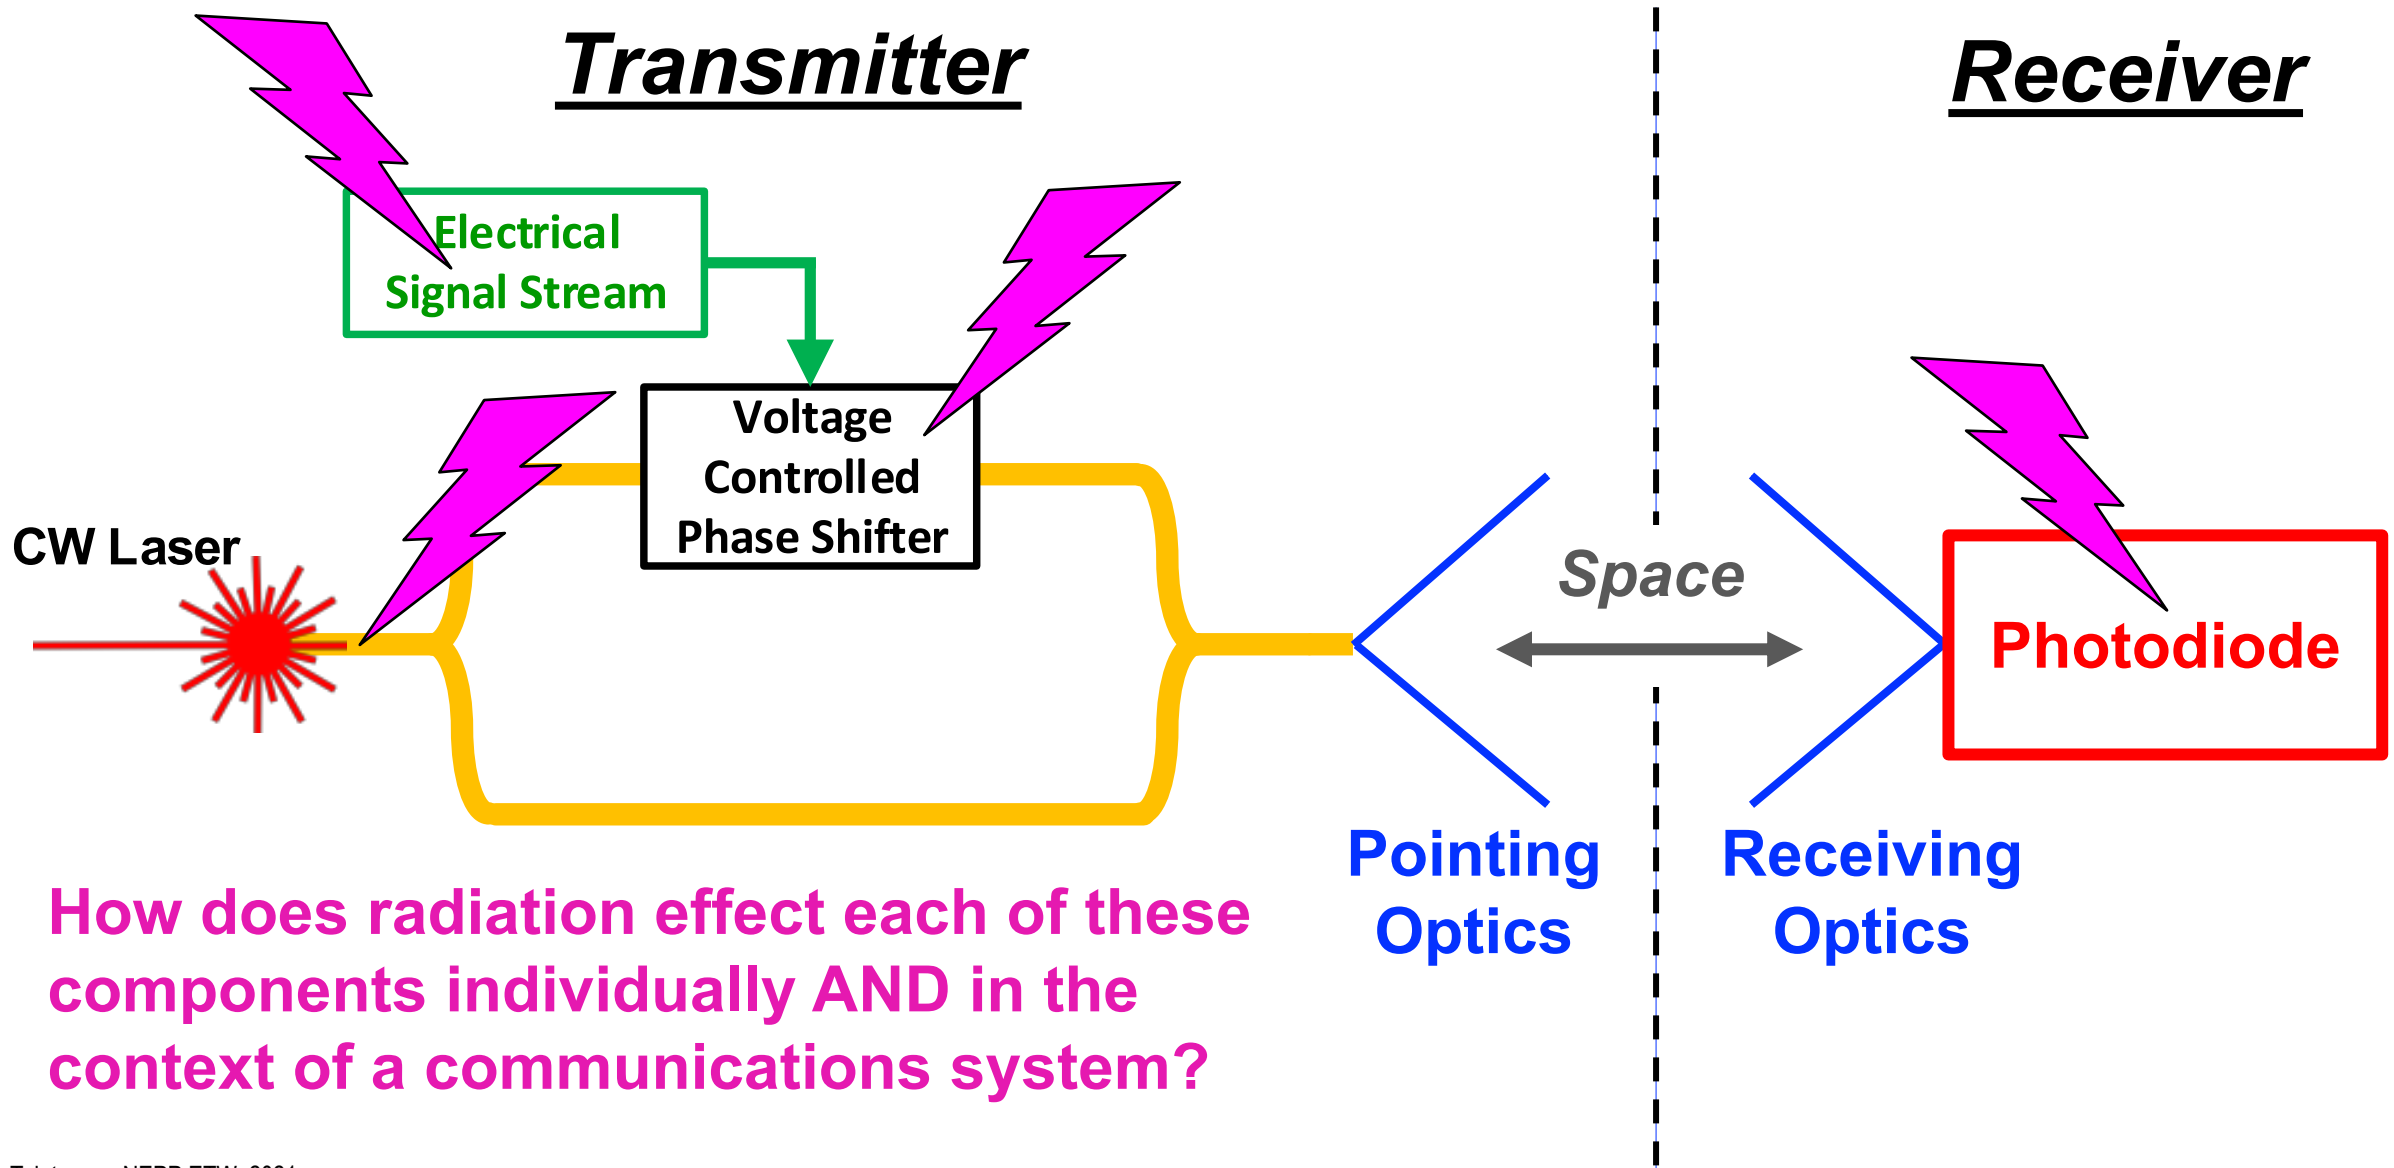 Transmitter
Receiver
Electrical
Signal Stream
Voltage
Controlled
Phase Shifter
CW Laser
Space
Photodiode
Pointing
Optics
Receiving
Optics
How does radiation effect each of these
components individually AND in the
context of a communications system?